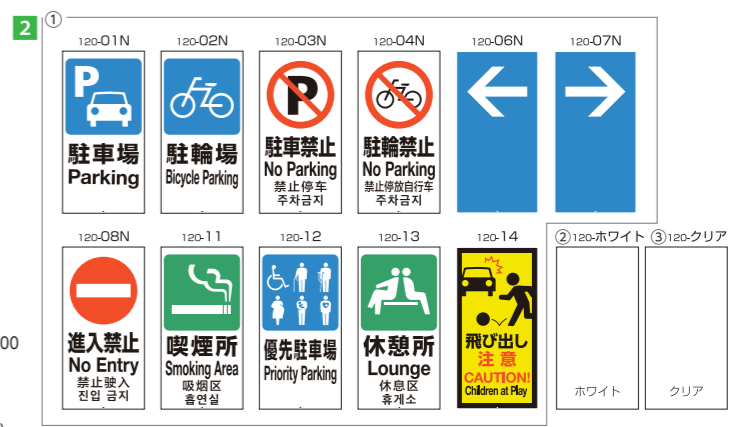 2 ①
120-01N 120-02N 120-03N 120-04N 120-06N 120-07N
P
駐車場
Parking
駐輪場
Bicycle Parking
P
駐車禁止
No Parking
禁止停车
주차금지
駐輪禁止
No Parking
禁止停放自行车
주차금지
120-08N 120-11 120-12 120-13 120-14 ②120-ホワイト ③120-クリア
進入禁止
No Entry
禁止驶入
진입 금지
喫煙所
Smoking Area
吸烟区
흡연실
優先駐車場
Priority Parking
休憩所
Lounge
休息区
휴게소
飛び出し
注意
CAUTION!
Children at Play
ホワイト
クリア
00